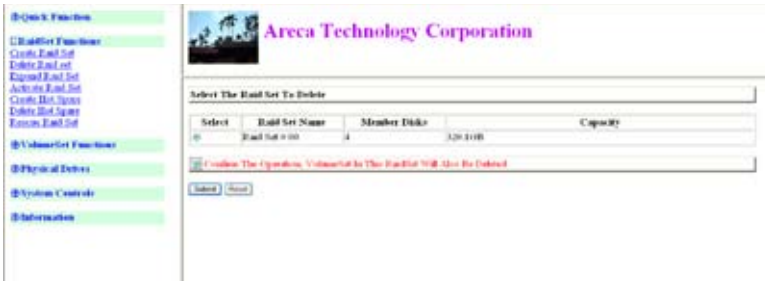 Quick Function
RaidSet Functions
Create Raid Set
Delete Raid set
Expand Raid Set
Activate Raid Set
Create Hot Spare
Delete Hot Spare
Rescue Raid Set
VolumeSet Functions
Physical Drives
System Controls
Information
Areca Technology Corporation
Select The Raid Set To Delete
Select Raid Set Name Member Disks Capacity
Raid Set # 00 4
Confirm The Operation, VolumeSet In This RaidSet Will Also Be Deleted
Submit Reset